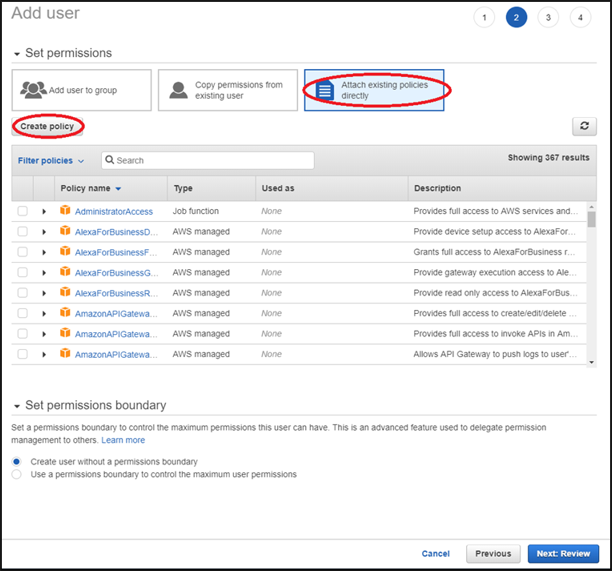 Add user
1 2 3 4
Set permissions
Add user to group
Copy permissions from
existing user
Attach existing policies
directly
Create policy
Filter policies
Search
Showing 367 results
Policy name Type Used as Description
AdministratorAccess Job function None Provides full access to AWS services and...
AlexaForBusinessD... AWS managed None Provide device setup access to AlexaFor...
AlexaForBusinessF... AWS managed None Grants full access to AlexaForBusiness r...
AlexaForBusinessG... AWS managed None Provide gateway execution access to Ale...
AlexaForBusinessR... AWS managed None Provide read only access to AlexaForBus...
AmazonAPIGatewa... AWS managed None Provides full access to create/edit/delete ...
AmazonAPIGatewa... AWS managed None Provides full access to invoke APIs in Am...
AmazonAPIGatewa... AWS managed None Allows API Gateway to push logs to user'...
Set permissions boundary
Set a permissions boundary to control the maximum permissions this user can have. This is an advanced feature used to delegate permission
management to others. Learn more
Create user without a permissions boundary
Use a permissions boundary to control the maximum user permissions
Cancel
Previous
Next: Review